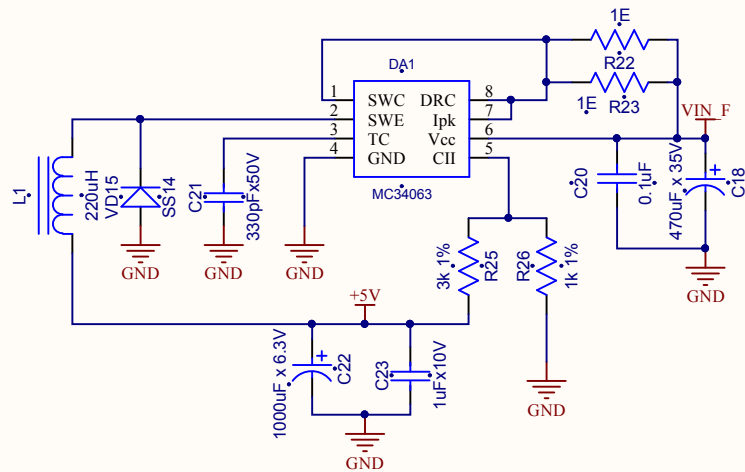 1E
R22
R23
1E
VIN_F
DA1
1 SWC DRC 8
2 SWE Ipk 7
3 TC Vcc 6
4 GND CII 5
MC34063
L1
220uH
VD15
SS14
C21
330pFx50V
C20
0.1uF
470uF x 35V
+
C18
GND
GND
GND
GND
3k 1%
R25
R26
1k 1%
+5V
1000uF x 6.3V
+
C22
C23
1uFx10V
GND
GND